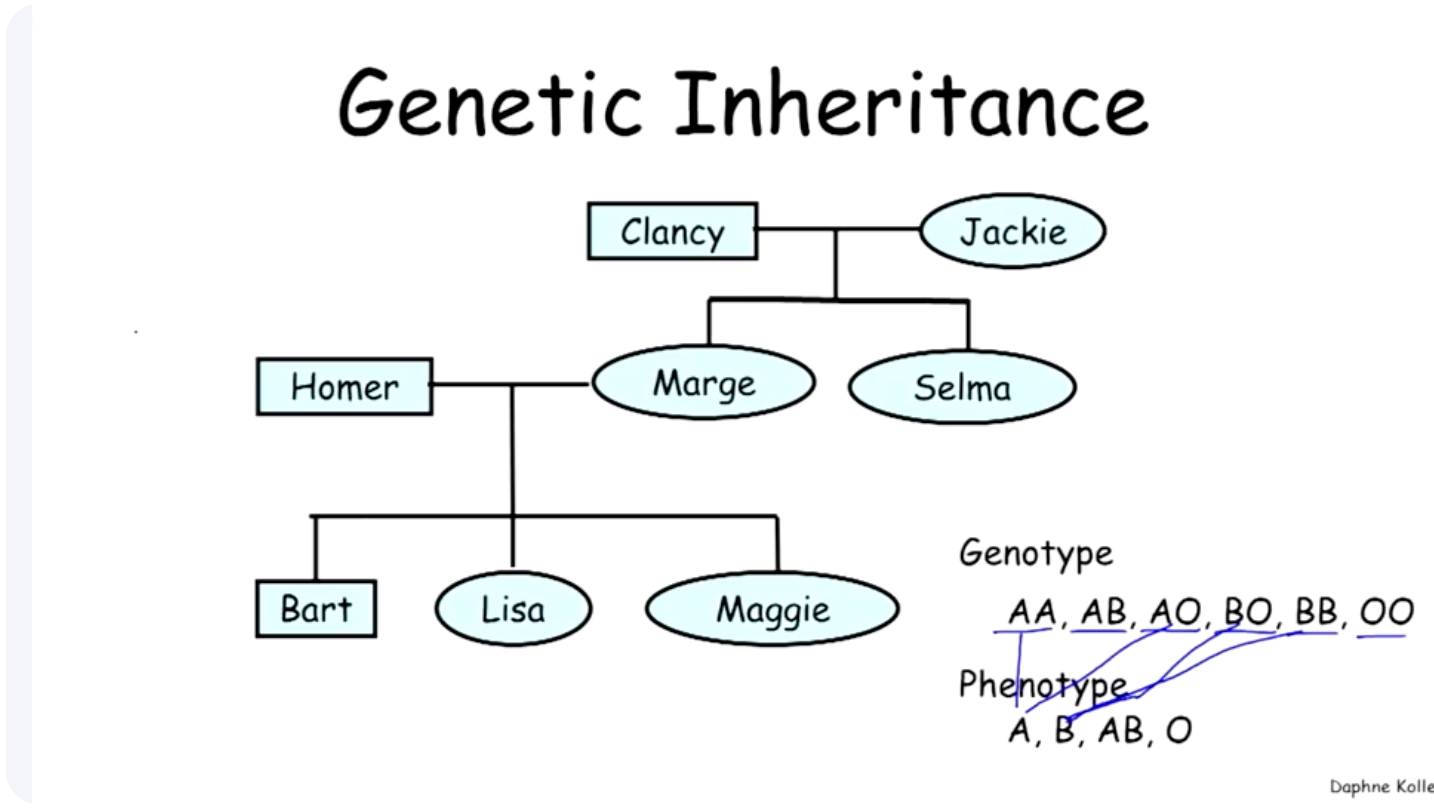 Genetic Inheritance
Clancy
Jackie
Homer
Marge
Selma
Bart
Lisa
Maggie
Genotype
AA, AB, AO, BO, BB, OO
Phenotype
A, B, AB, O
Daphne Kolle